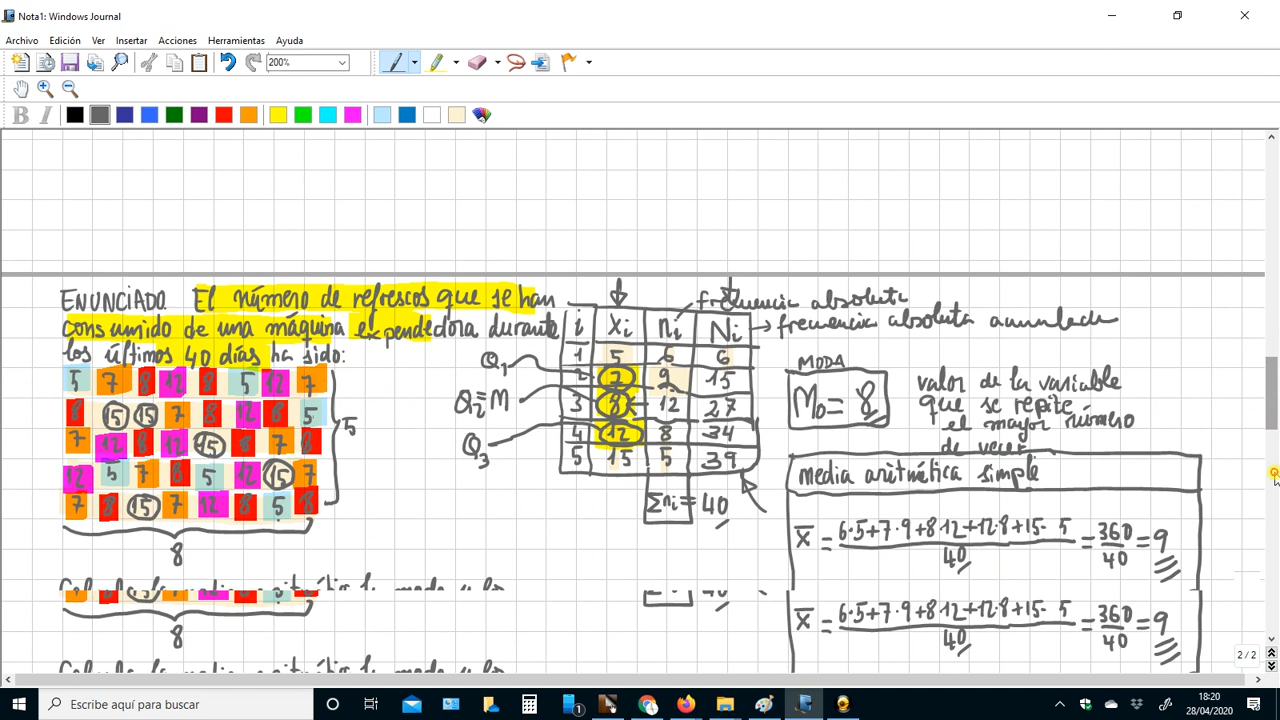 Nota1: Windows Journal
Archivo Edición Ver Insertar Acciones Herramientas Ayuda
200%
B I
ENUNCIADO El número de refrescos que se han
consumido de una máquina expendedora durante
los últimos 40 días ha sido:
5 7 8 12 8 5 12 7
8 15 15 7 8 12 8 5
7 12 8 12 15 8 7 8
12 5 7 8 5 12 15 7
7 8 15 7 12 8 5 8
5
8
8
frecuencia absoluta
frecuencia absoluta acumulada
i xi ni Ni
1 5 6 6
2 7 9 15
3 8 12 27
4 12 8 34
5 15 5 39
Q1
Q2=M
Q3
Σni = 40
MODA
Mo = 8
valor de la variable
que se repite
el mayor número
de veces
media aritmética simple
x̄ = 6·5+7·9+8·12+12·8+15· 5 / 40 = 360/40 = 9
x̄ = 6·5+7·9+8·12+12·8+15· 5 / 40 = 360/40 = 9
2 / 2
Escribe aquí para buscar
18:20
28/04/2020